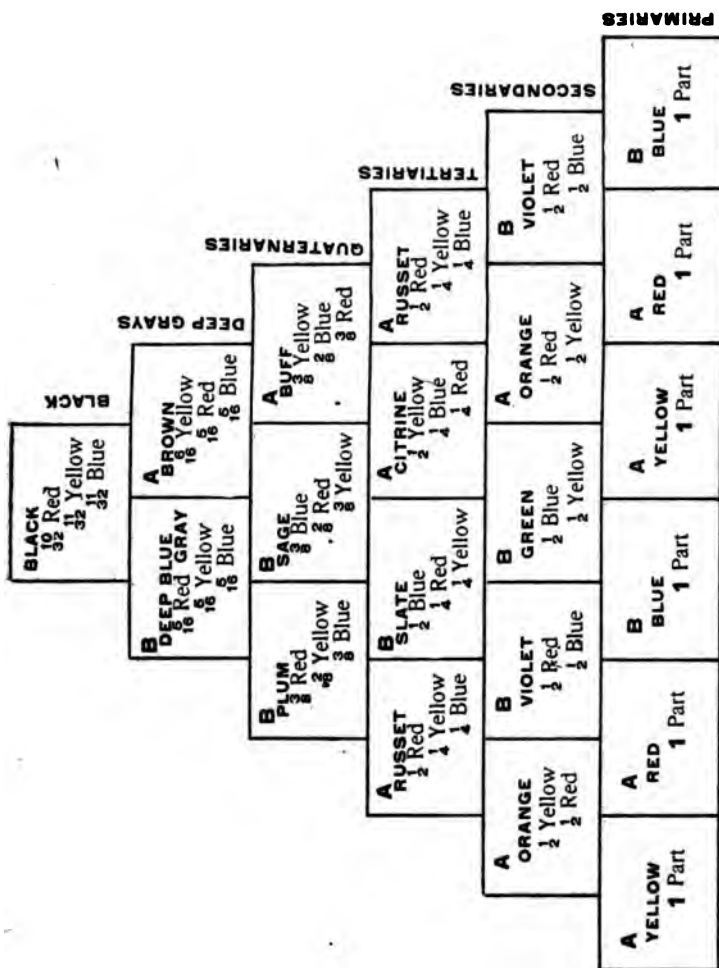 BLACK
BLACK
10/32 Red
11/32 Yellow
11/32 Blue
DEEP GRAYS
B
DEEP BLUE
GRAY
5/16 Red
5/16 Yellow
5/16 Blue
A
BROWN
6/16 Yellow
5/16 Red
5/16 Blue
QUATERNARIES
B
PLUM
3/8 Red
2/8 Yellow
3/8 Blue
B
SAGE
3/8 Blue
2/8 Red
3/8 Yellow
A
BUFF
3/8 Yellow
2/8 Blue
3/8 Red
TERTIARIES
A
RUSSET
1/2 Red
1/4 Yellow
1/4 Blue
B
SLATE
1/2 Blue
1/4 Red
1/4 Yellow
A
CITRINE
1/2 Yellow
1/4 Blue
1/4 Red
A
RUSSET
1/2 Red
1/4 Yellow
1/4 Blue
SECONDARIES
A
ORANGE
1/2 Yellow
1/2 Red
B
VIOLET
1/2 Red
1/2 Blue
B
GREEN
1/2 Blue
1/2 Yellow
A
ORANGE
1/2 Red
1/2 Yellow
B
VIOLET
1/2 Red
1/2 Blue
PRIMARIES
A
YELLOW
1 Part
A
RED
1 Part
B
BLUE
1 Part
A
YELLOW
1 Part
A
RED
1 Part
B
BLUE
1 Part